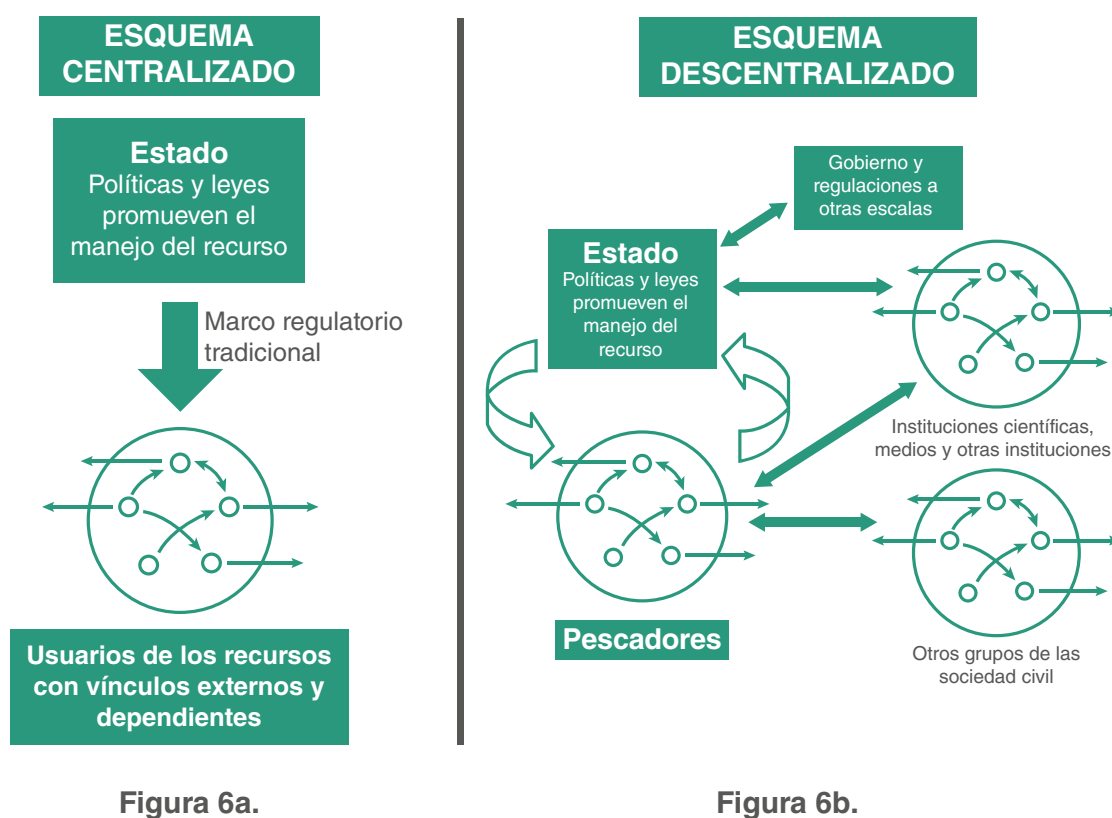 ESQUEMA
CENTRALIZADO
Estado
Políticas y leyes
promueven el
manejo del recurso
Marco regulatorio
tradicional
Usuarios de los recursos
con vínculos externos y
dependientes
Figura 6a.
ESQUEMA
DESCENTRALIZADO
Gobierno y
regulaciones a
otras escalas
Estado
Políticas y leyes
promueven el
manejo del
recurso
Instituciones científicas,
medios y otras instituciones
Pescadores
Otros grupos de las
sociedad civil
Figura 6b.